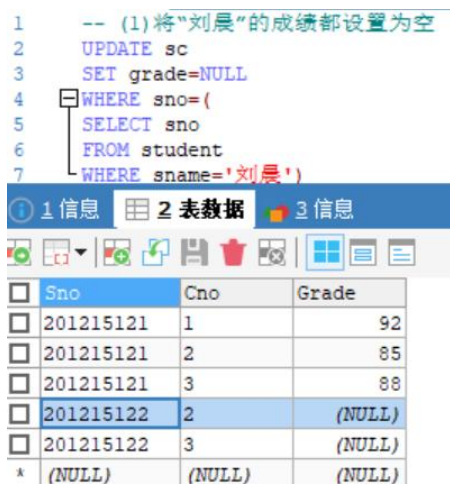 1 -- (1)将“刘晨”的成绩都设置为空
2 UPDATE sc
3 SET grade=NULL
4 WHERE sno=(
5 SELECT sno
6 FROM student
7 WHERE sname='刘晨')
1 信息 2 表数据 3 信息
Sno Cno Grade
201215121 1 92
201215121 2 85
201215121 3 88
201215122 2 (NULL)
201215122 3 (NULL)
* (NULL) (NULL) (NULL)